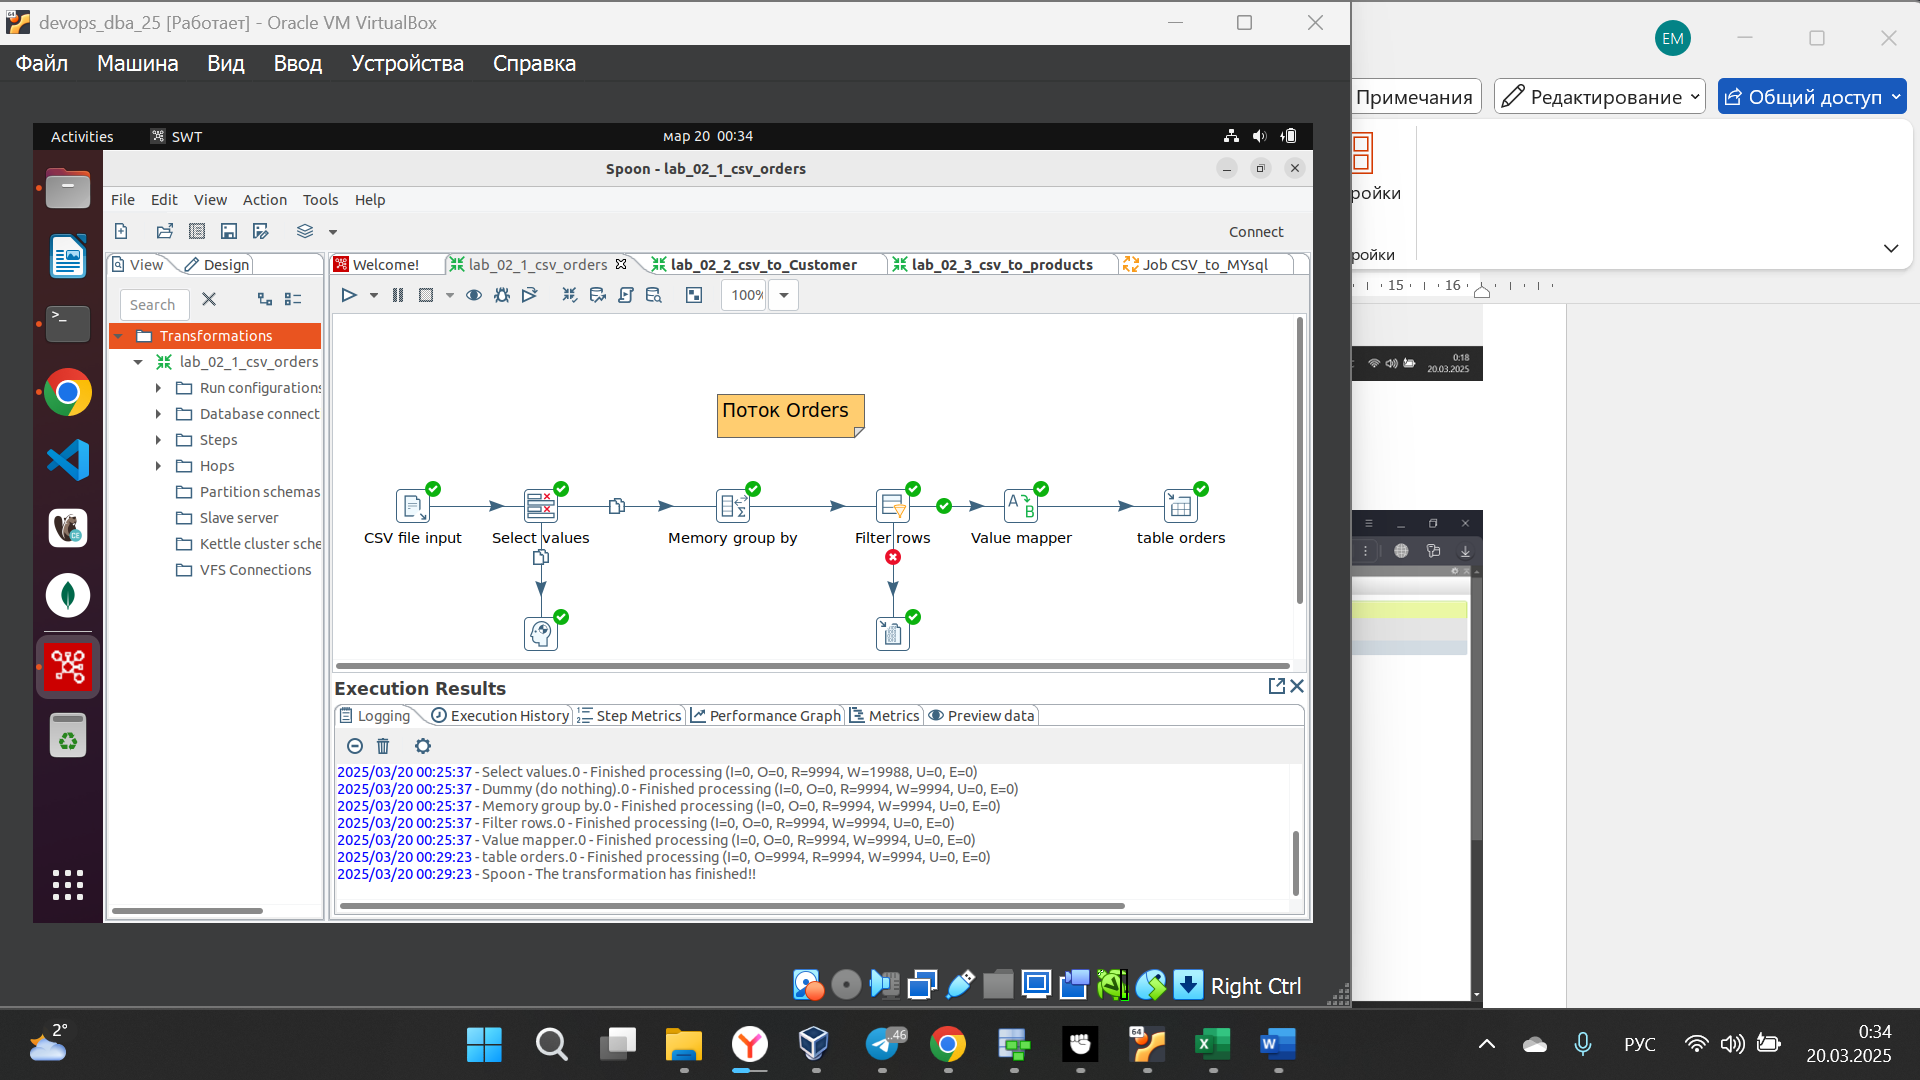 devops_dba_25 [Работает] - Oracle VM VirtualBox
Файл Машина Вид Ввод Устройства Справка
EM
Примечания Редактирование Общий доступ
ройки
ройки
15 16
Activities SWT мар 20 00:34
Spoon - lab_02_1_csv_orders
File Edit View Action Tools Help
Connect
View Design
Welcome! lab_02_1_csv_orders lab_02_2_csv_to_Customer lab_02_3_csv_to_products Job CSV_to_MYsql
Search
100%
Transformations
lab_02_1_csv_orders
Run configurations
Database connect
Steps
Hops
Partition schemas
Slave server
Kettle cluster sche
VFS Connections
Поток Orders
CSV file input Select values Memory group by Filter rows Value mapper table orders
Execution Results
Logging Execution History Step Metrics Performance Graph Metrics Preview data
2025/03/20 00:25:37 - Select values.0 - Finished processing (I=0, O=0, R=9994, W=19988, U=0, E=0)
2025/03/20 00:25:37 - Dummy (do nothing).0 - Finished processing (I=0, O=0, R=9994, W=9994, U=0, E=0)
2025/03/20 00:25:37 - Memory group by.0 - Finished processing (I=0, O=0, R=9994, W=9994, U=0, E=0)
2025/03/20 00:25:37 - Filter rows.0 - Finished processing (I=0, O=0, R=9994, W=9994, U=0, E=0)
2025/03/20 00:25:37 - Value mapper.0 - Finished processing (I=0, O=0, R=9994, W=9994, U=0, E=0)
2025/03/20 00:29:23 - table orders.0 - Finished processing (I=0, O=9994, R=9994, W=9994, U=0, E=0)
2025/03/20 00:29:23 - Spoon - The transformation has finished!!
0:18
20.03.2025
Right Ctrl
2°
46
64
РУС
0:34
20.03.2025